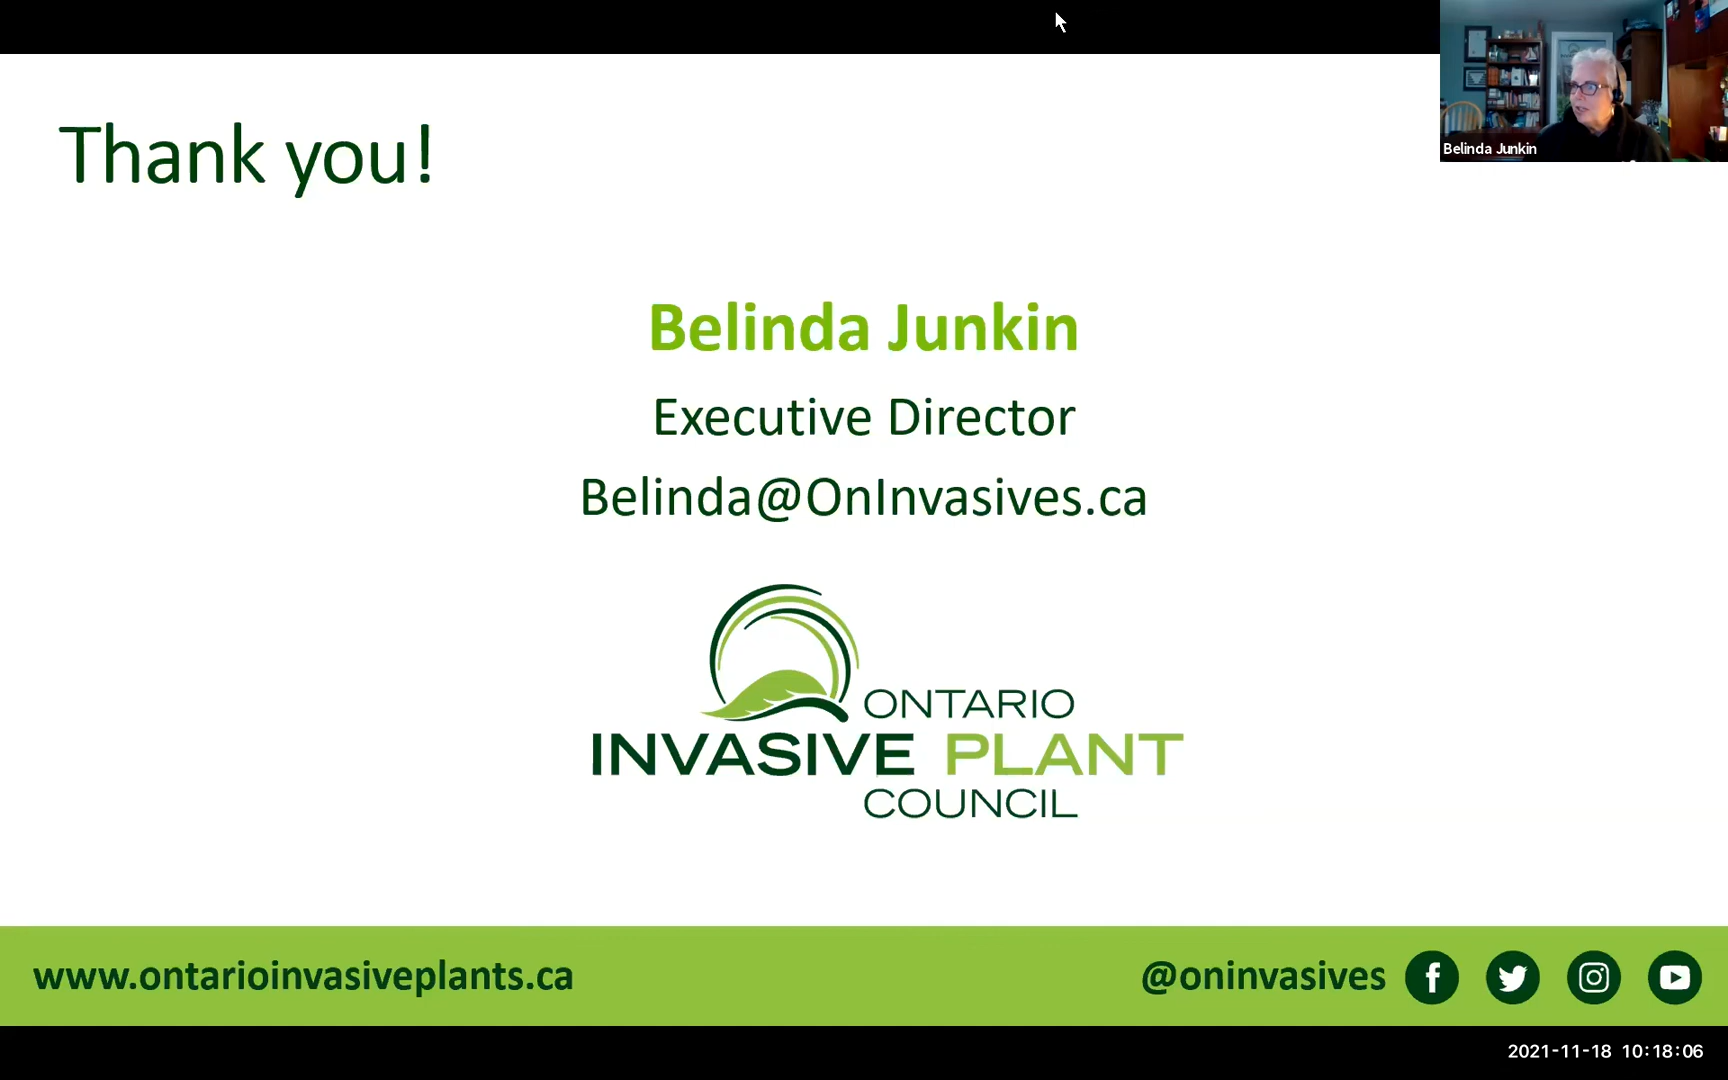 Thank you!
Belinda Junkin
Belinda Junkin
Executive Director
Belinda@OnInvasives.ca
ONTARIO
INVASIVE PLANT
COUNCIL
www.ontarioinvasiveplants.ca
@oninvasives
2021-11-18 10:18:06